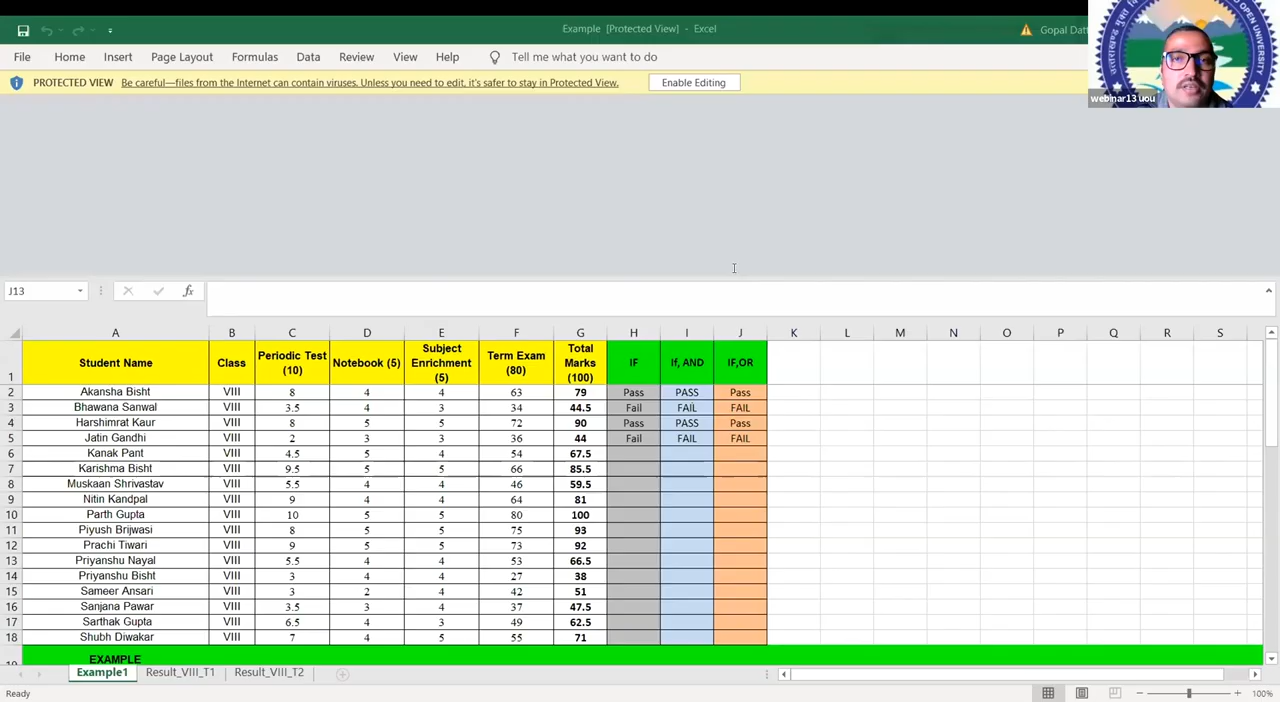 Example [Protected View] - Excel
Gopal Datt
File Home Insert Page Layout Formulas Data Review View Help Tell me what you want to do
PROTECTED VIEW Be careful—files from the Internet can contain viruses. Unless you need to edit, it's safer to stay in Protected View. Enable Editing
OPEN UNIVERSITY
webinar13 uou
J13 fx
A B C D E F G H I J K L M N O P Q R S
1 Student Name Class Periodic Test (10) Notebook (5) Subject Enrichment (5) Term Exam (80) Total Marks (100) IF If, AND IF,OR
2 Akansha Bisht VIII 8 4 4 63 79 Pass PASS Pass
3 Bhawana Sanwal VIII 3.5 4 3 34 44.5 Fail FAIL FAIL
4 Harshimrat Kaur VIII 8 5 5 72 90 Pass PASS Pass
5 Jatin Gandhi VIII 2 3 3 36 44 Fail FAIL FAIL
6 Kanak Pant VIII 4.5 5 4 54 67.5
7 Karishma Bisht VIII 9.5 5 5 66 85.5
8 Muskaan Shrivastav VIII 5.5 4 4 46 59.5
9 Nitin Kandpal VIII 9 4 4 64 81
10 Parth Gupta VIII 10 5 5 80 100
11 Piyush Brijwasi VIII 8 5 5 75 93
12 Prachi Tiwari VIII 9 5 5 73 92
13 Priyanshu Nayal VIII 5.5 4 4 53 66.5
14 Priyanshu Bisht VIII 3 4 4 27 38
15 Sameer Ansari VIII 3 2 4 42 51
16 Sanjana Pawar VIII 3.5 3 4 37 47.5
17 Sarthak Gupta VIII 6.5 4 3 49 62.5
18 Shubh Diwakar VIII 7 4 5 55 71
19 EXAMPLE
Example1 Result_VIII_T1 Result_VIII_T2
Ready 100%